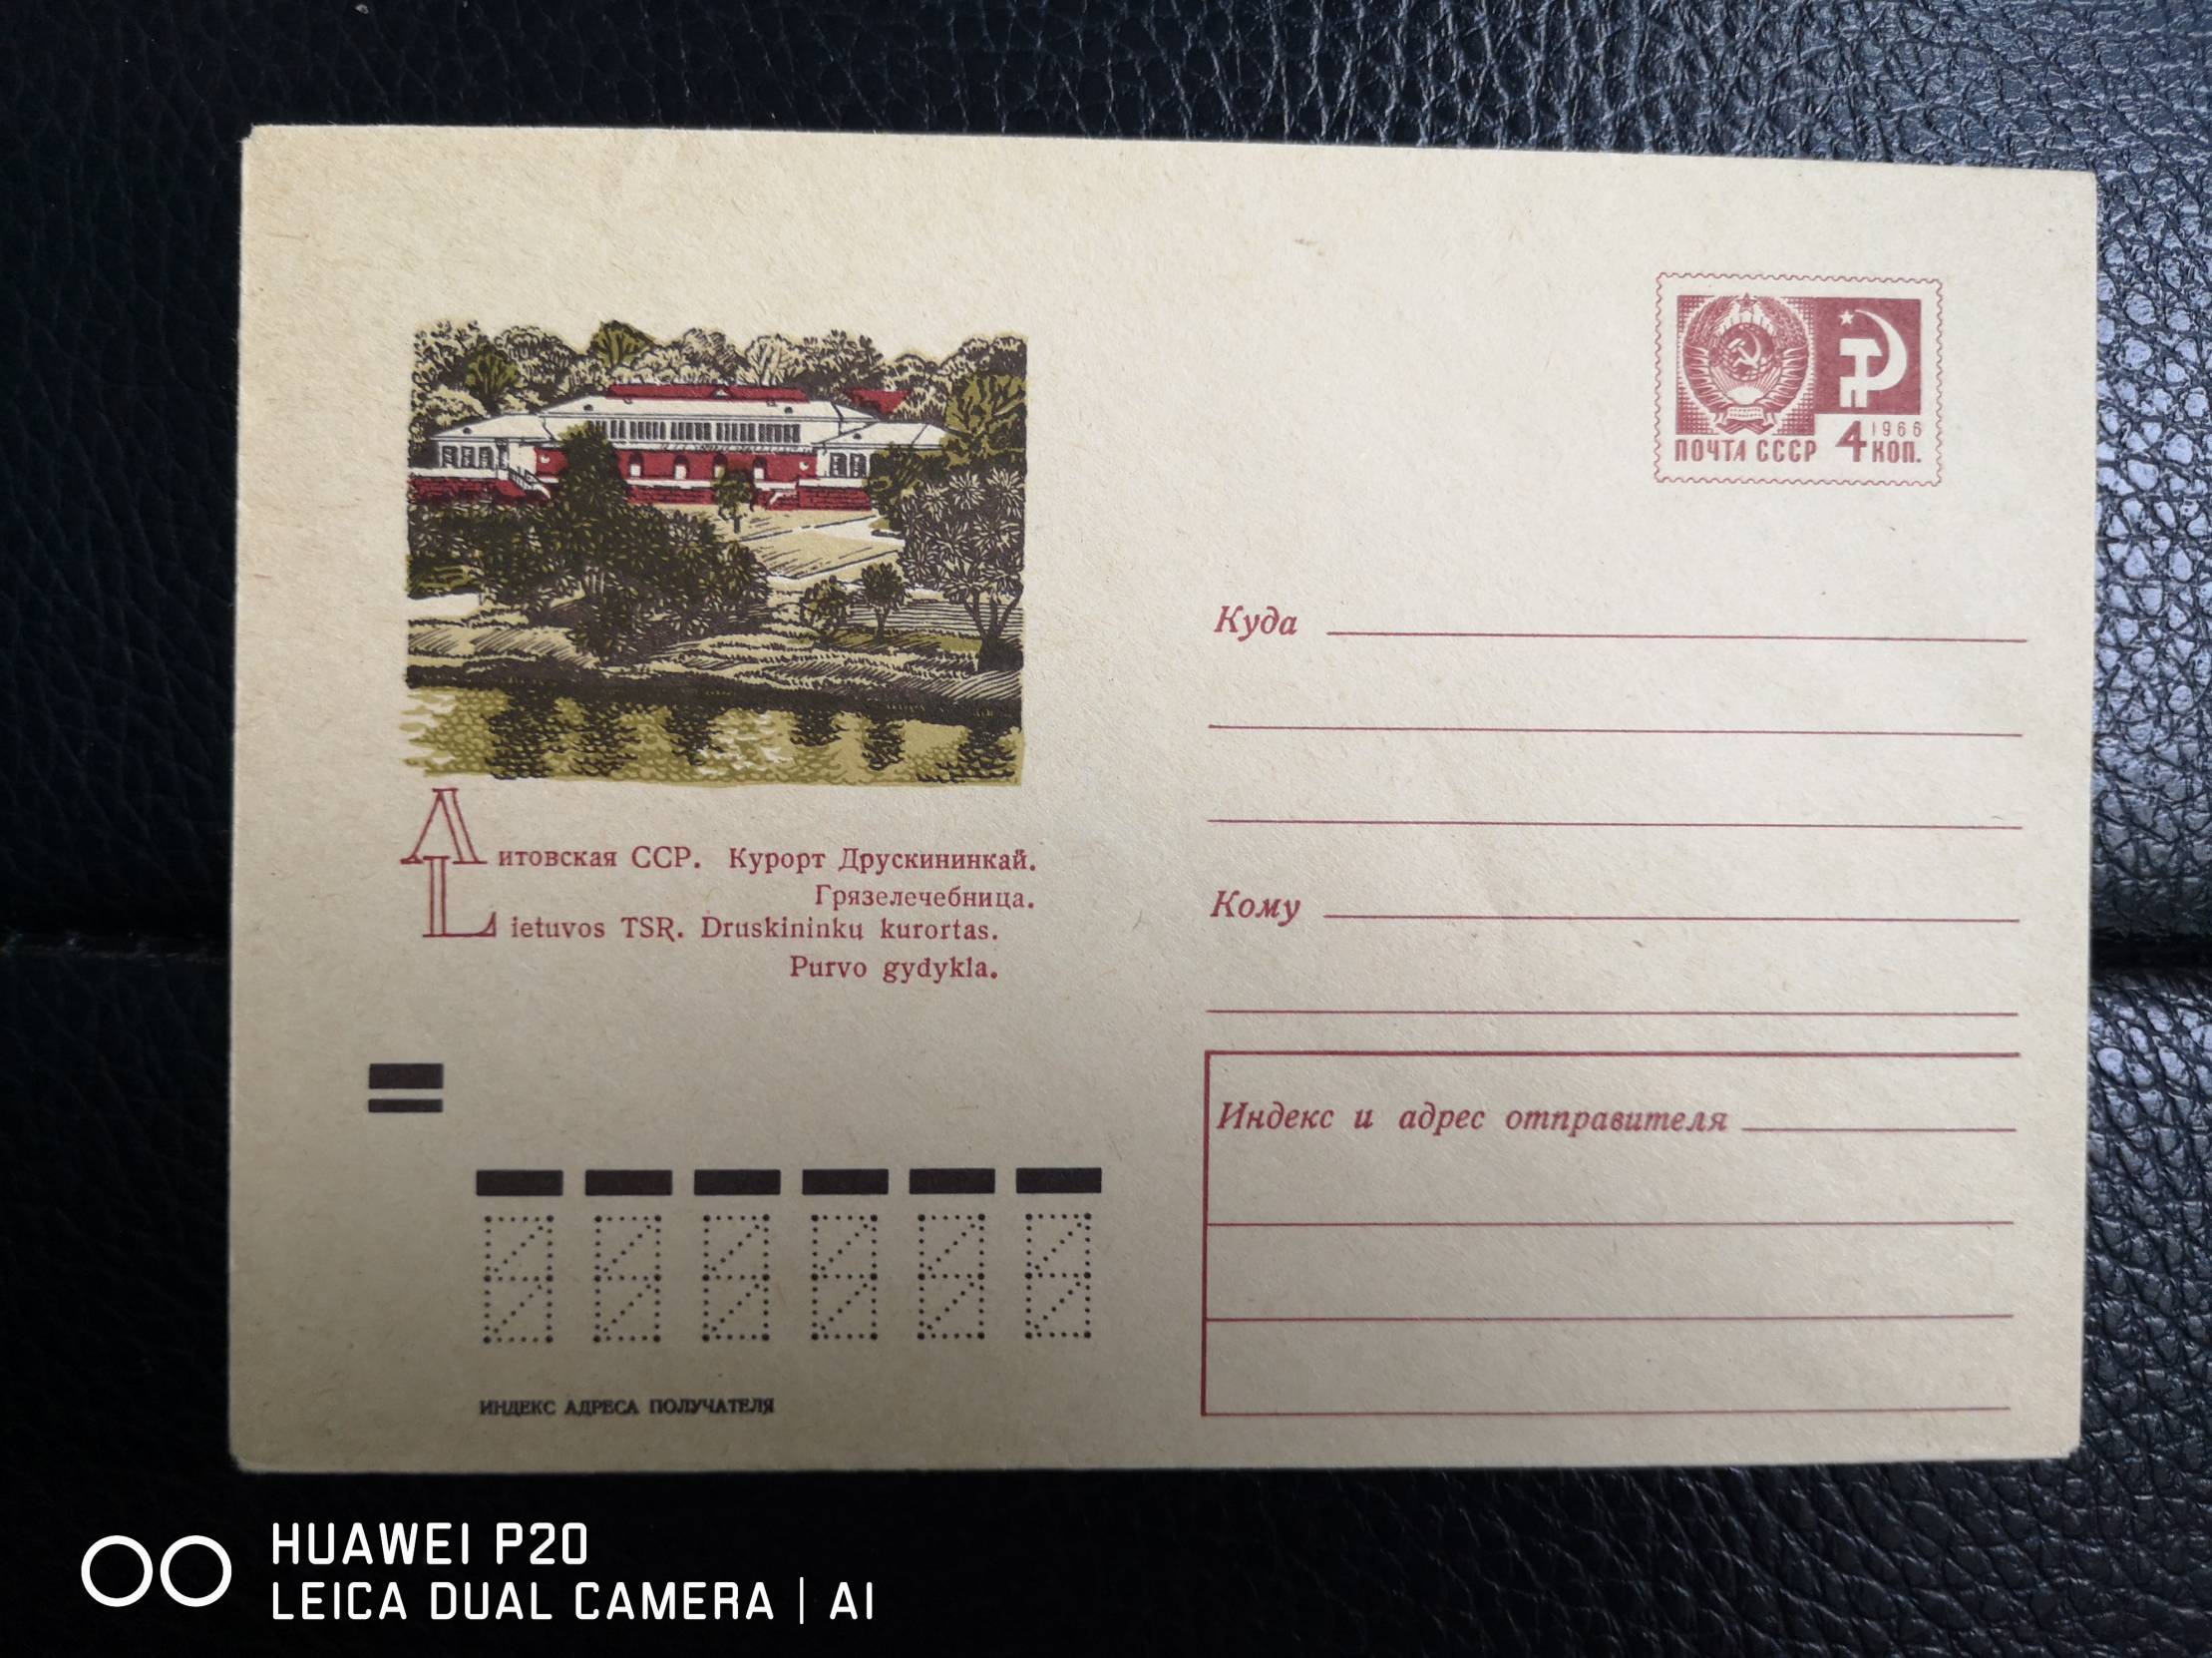 1966
ПОЧТА СССР 4 КОП.
Куда
Литовская ССР. Курорт Друскининкай.
Грязелечебница.
Lietuvos TSR. Druskininku kurortas.
Purvo gydykla.
Кому
Индекс и адрес отправителя
ИНДЕКС АДРЕСА ПОЛУЧАТЕЛЯ
HUAWEI P20
LEICA DUAL CAMERA | AI